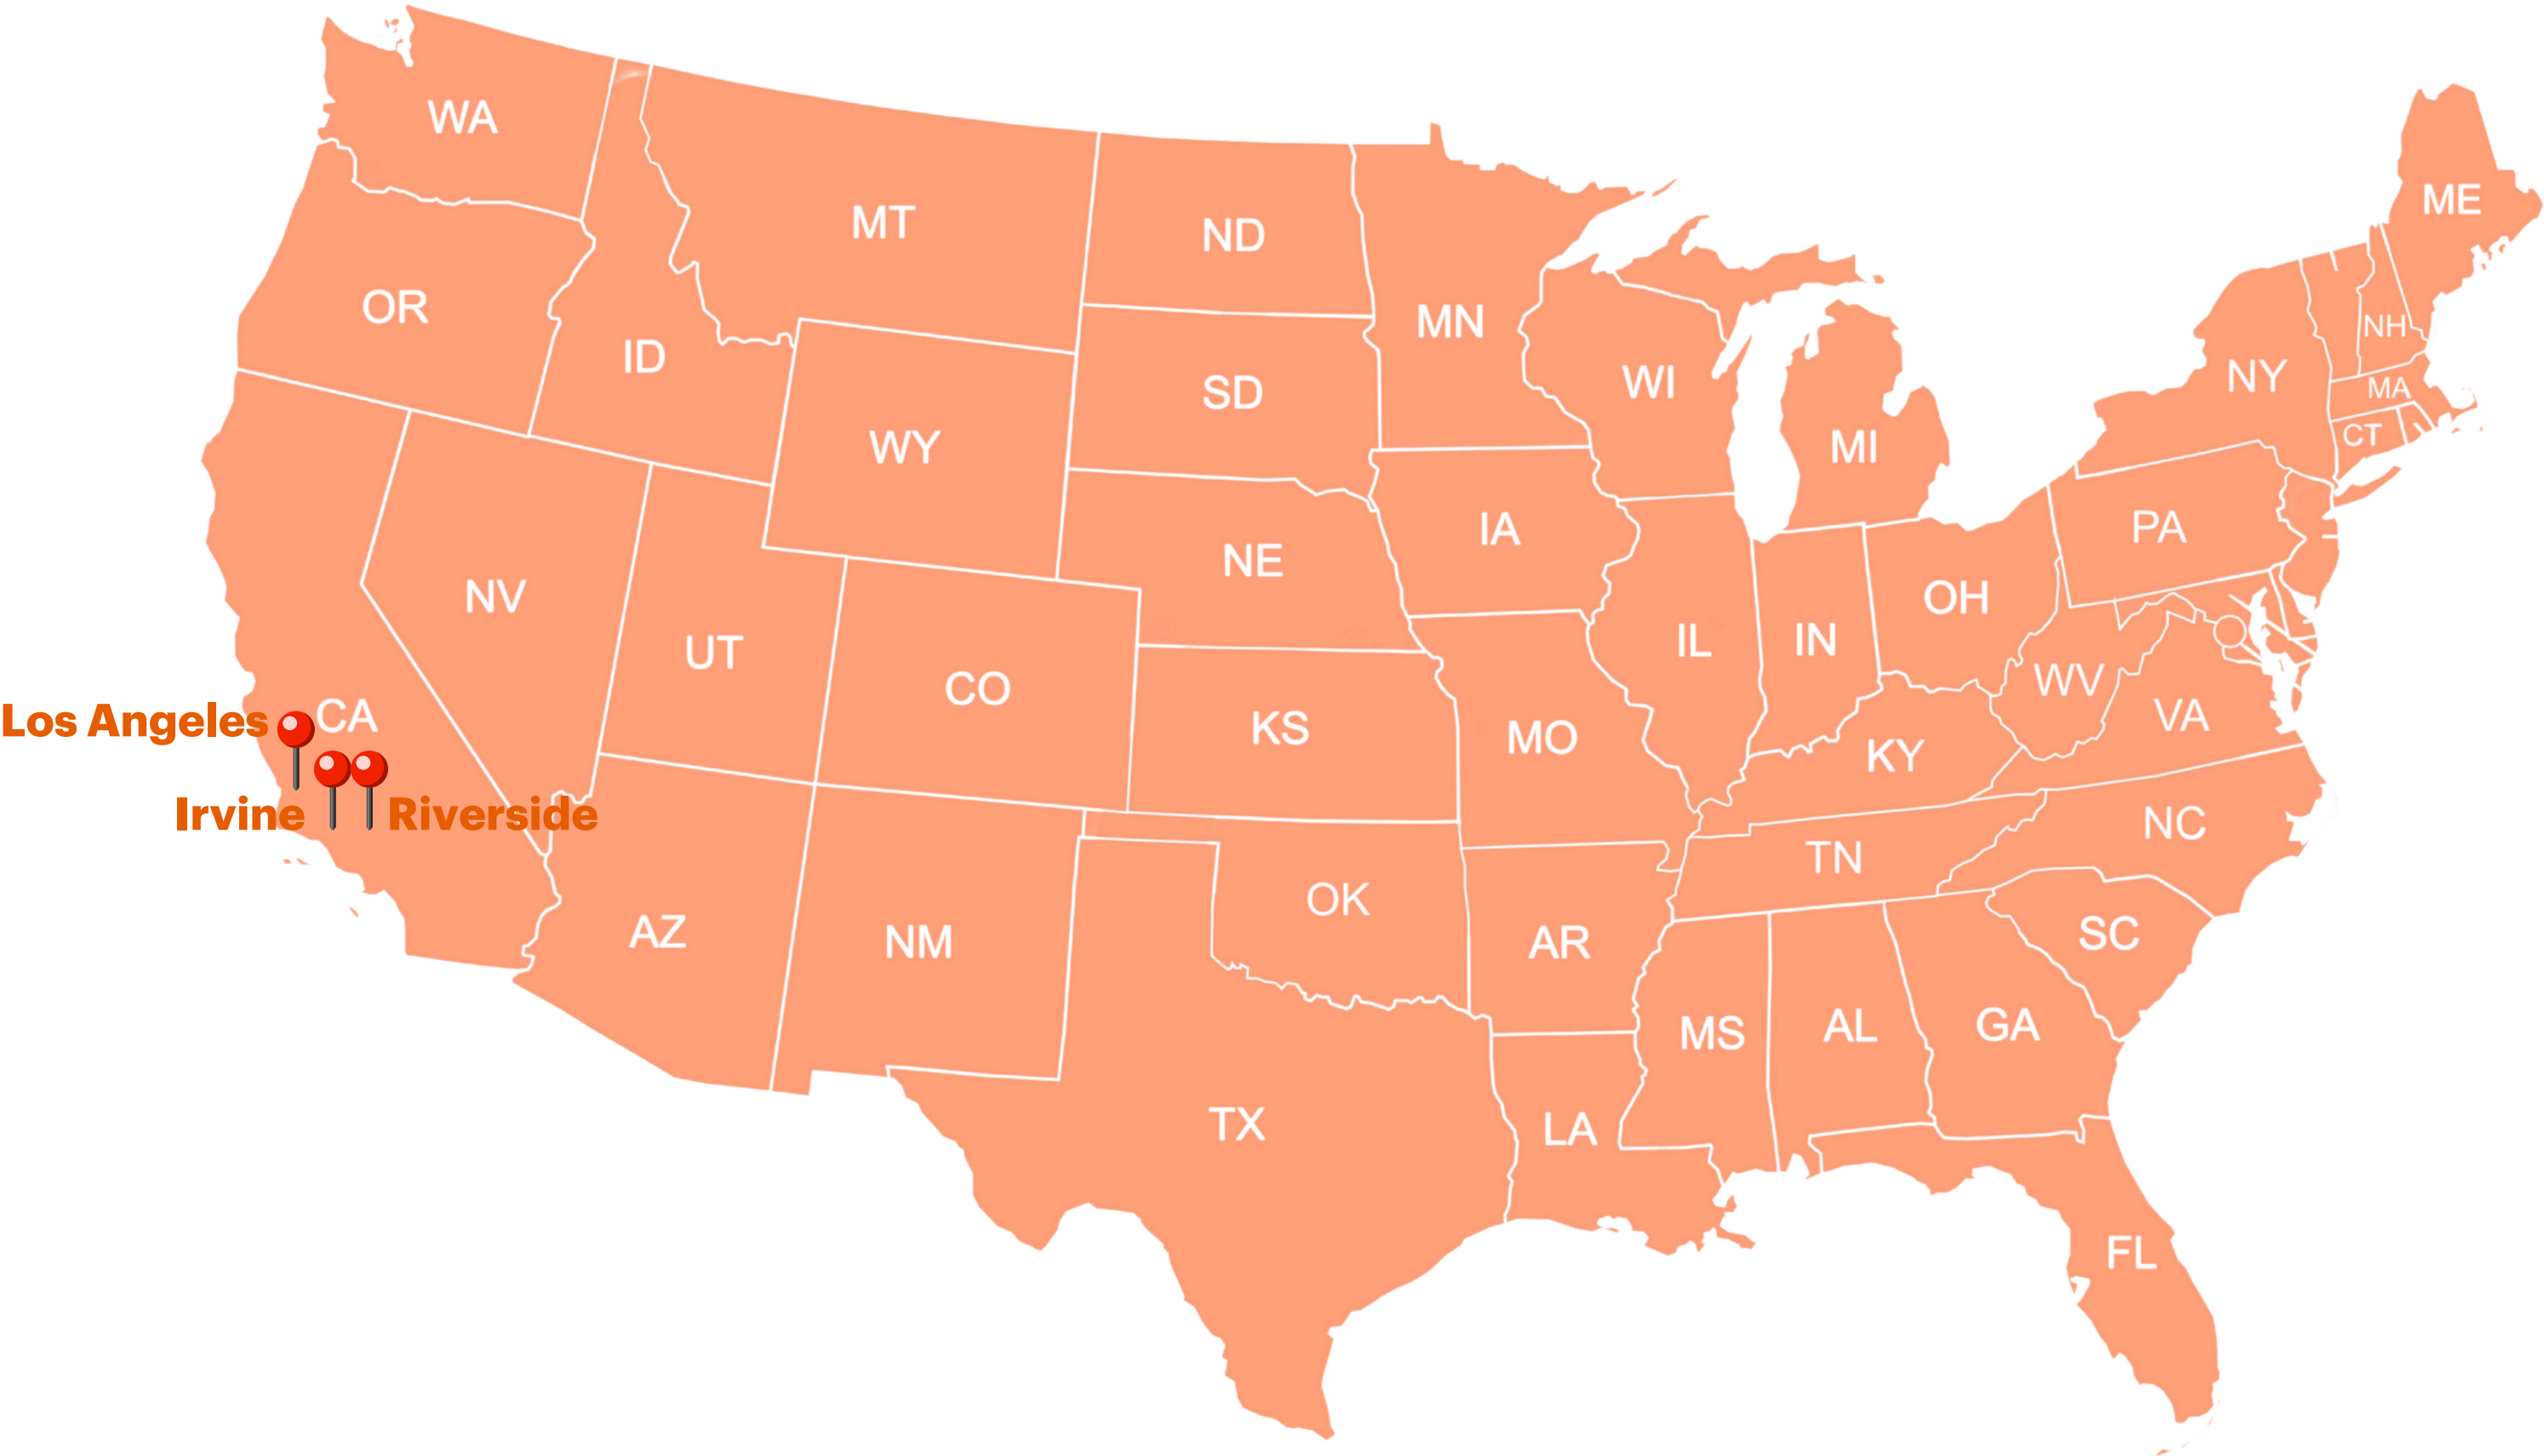 WA
ME
MT
ND
OR
MN
NH
ID
WI
NY
SD
MA
WY
MI
CT
IA
PA
NE
NV
OH
UT
IL
IN
CO
WV
Los Angeles
CA
KS
MO
VA
KY
Irvine
Riverside
NC
TN
OK
AZ
NM
AR
SC
MS
AL
GA
TX
LA
FL